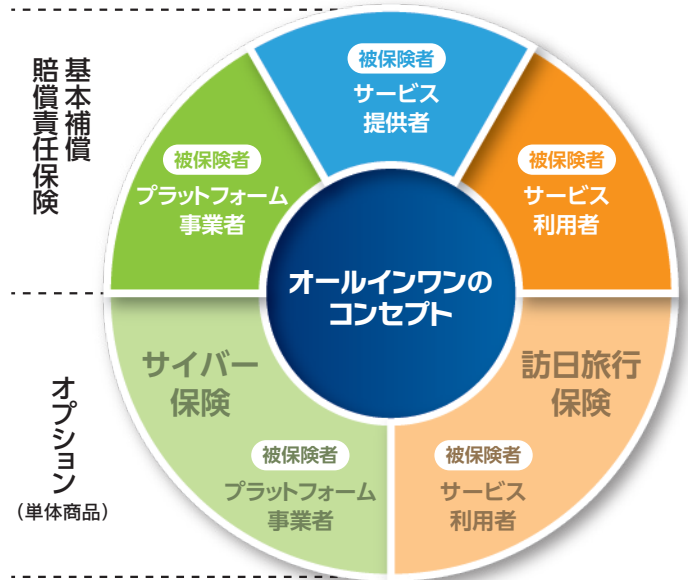 基本補償
賠償責任保険
被保険者
サービス
提供者
被保険者
プラットフォーム
事業者
被保険者
サービス
利用者
オールインワンの
コンセプト
オプション
（単体商品）
サイバー
保険
被保険者
プラットフォーム
事業者
訪日旅行
保険
被保険者
サービス
利用者